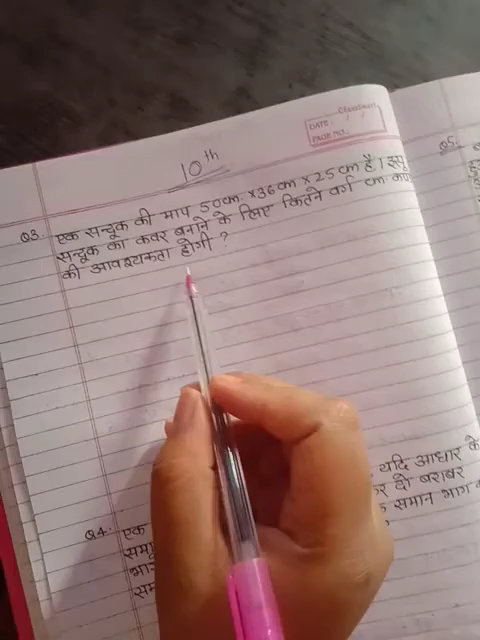 Classmate
DATE:
PAGE NO.:
10th
Q3. एक सन्दूक की माप 50cm ×36cm ×25cm है। इस
सन्दूक का कवर बनाने के लिए कितने वर्ग cm
की आवश्यकता होगी ?
Q5.
यदि आधार के
दो बराबर
समान भाग
Q4. एक